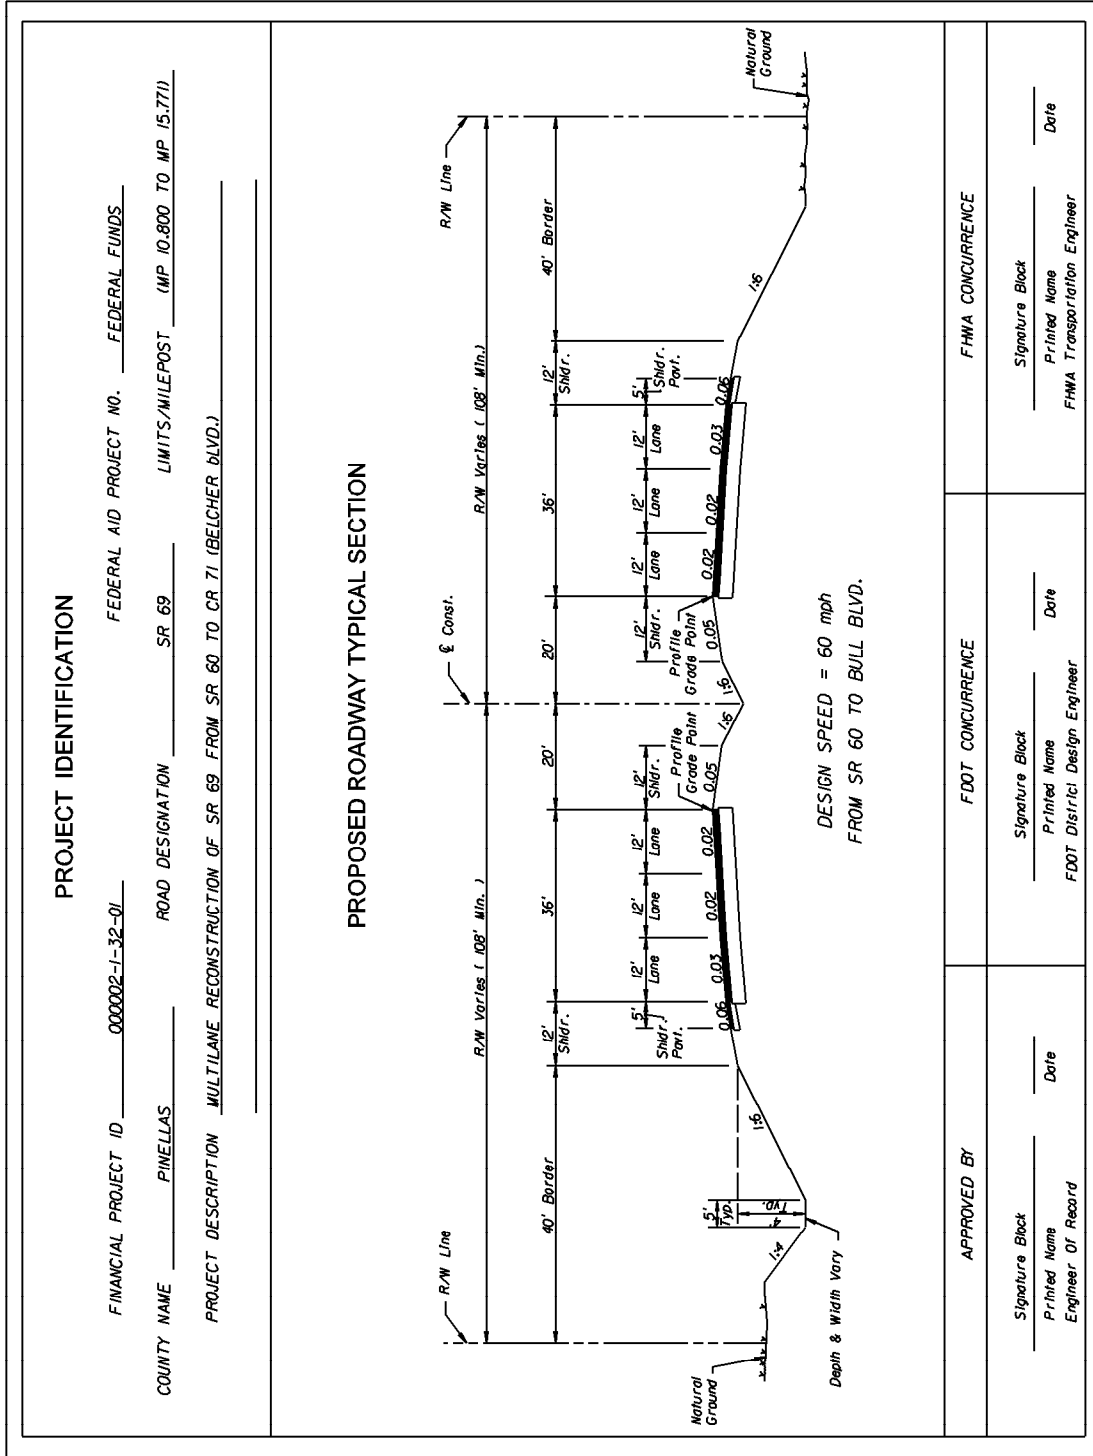 PROJECT IDENTIFICATION
FINANCIAL PROJECT ID 000002-1-32-01 FEDERAL AID PROJECT NO. FEDERAL FUNDS
COUNTY NAME PINELLAS ROAD DESIGNATION SR 69 LIMITS/MILEPOST (MP 10.800 TO MP 15.771)
PROJECT DESCRIPTION MULTILANE RECONSTRUCTION OF SR 69 FROM SR 60 TO CR 71 (BELCHER bLVD.)
PROPOSED ROADWAY TYPICAL SECTION
R/W Line
℄ Const.
R/W Line
R/W Varies ( 108' Min. )
R/W Varies ( 108' Min.)
40' Border
12'
Shldr.
36'
20'
20'
36'
12'
Shldr.
40' Border
5'
Shldr.
Pavt.
12'
Lane
12'
Lane
12'
Lane
12'
Shldr.
12'
Shldr.
12'
Lane
12'
Lane
12'
Lane
5'
Shldr.
Pavt.
Profile
Grade Point
Profile
Grade Point
0.06
0.03
0.02
0.02
0.05
1:6
1:6
0.05
0.02
0.02
0.03
0.06
Natural
Ground
1:4
5'
Typ.
4'
Typ.
1:6
1:6
Natural
Ground
Depth & Width Vary
DESIGN SPEED = 60 mph
FROM SR 60 TO BULL BLVD.
APPROVED BY
FDOT CONCURRENCE
FHWA CONCURRENCE
Signature Block
Date
Printed Name
Engineer Of Record
Signature Block
Date
Printed Name
FDOT District Design Engineer
Signature Block
Date
Printed Name
FHWA Transportation Engineer